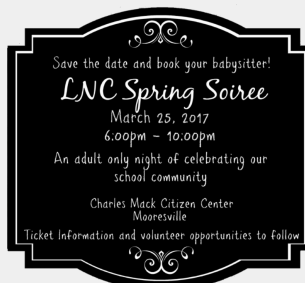 Save the date and book your babysitter!
LNC Spring Soiree
March 25, 2017
6:00pm - 10:00pm
An adult only night of celebrating our
school community
Charles Mack Citizen Center
Mooresville
Ticket Information and volunteer opportunities to follow